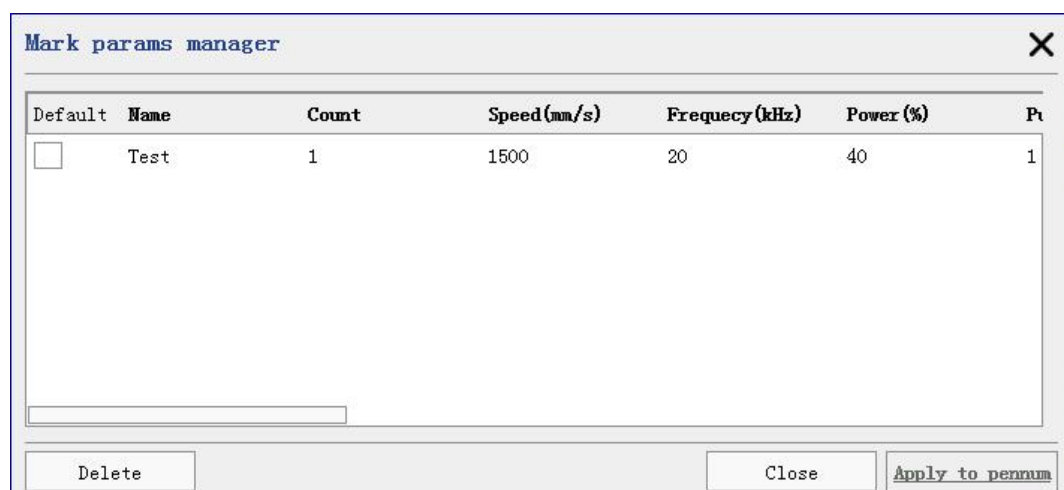 Mark params manager
Default Name Count Speed(mm/s) Frequecy(kHz) Power(%)
Test 1 1500 20 40 1
Delete Close Apply to pennum